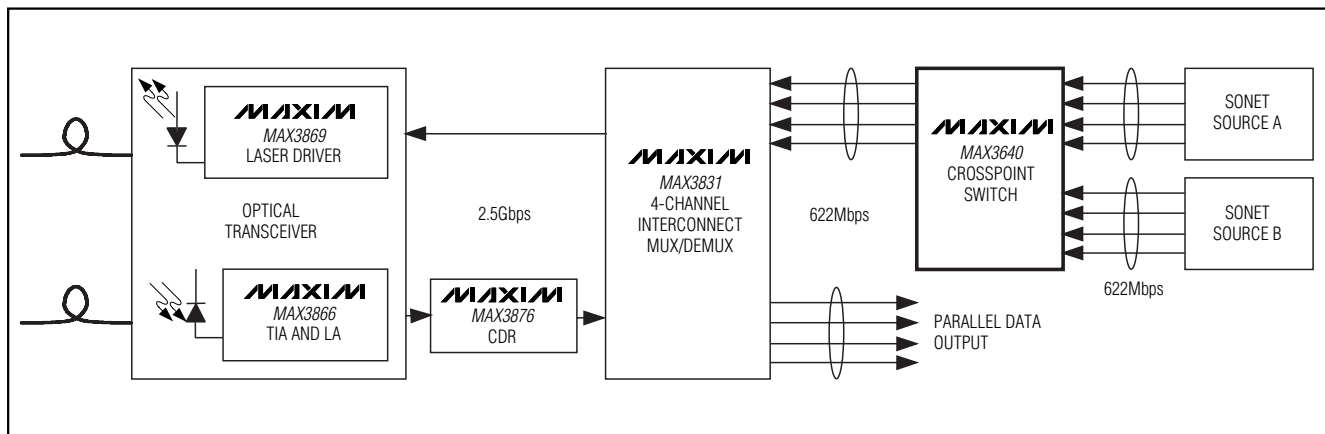 MAXIM
MAX3869
LASER DRIVER
OPTICAL
TRANSCEIVER
MAXIM
MAX3866
TIA AND LA
2.5Gbps
MAXIM
MAX3876
CDR
MAXIM
MAX3831
4-CHANNEL
INTERCONNECT
MUX/DEMUX
622Mbps
PARALLEL DATA
OUTPUT
MAXIM
MAX3640
CROSSPOINT
SWITCH
SONET
SOURCE A
SONET
SOURCE B
622Mbps